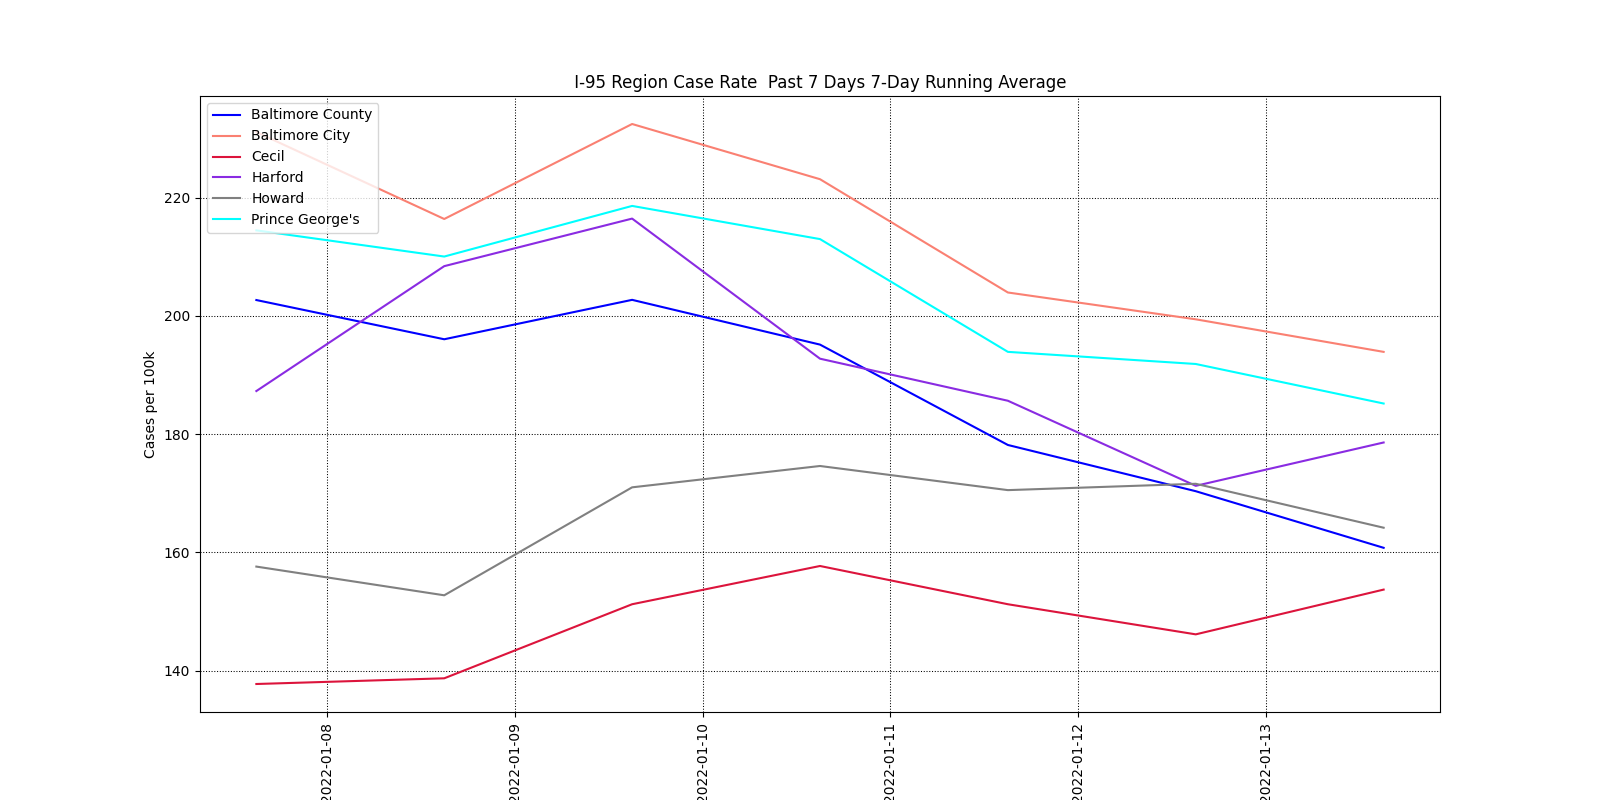 I-95 Region Case Rate  Past 7 Days 7-Day Running Average
Baltimore County
Baltimore City
Cecil
Harford
Howard
Prince George's
Cases per 100k
220
200
180
160
140
2022-01-08
2022-01-09
2022-01-10
2022-01-11
2022-01-12
2022-01-13